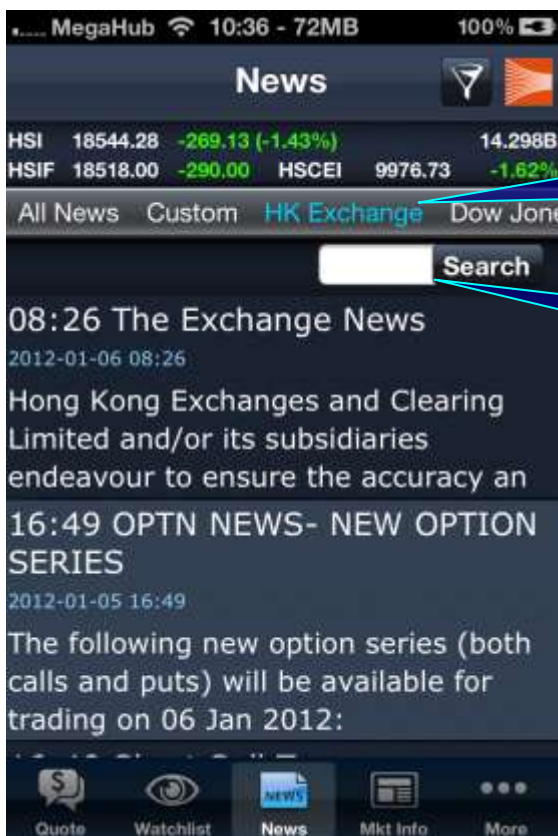 MegaHub 10:36 - 72MB 100%
News
HSI 18544.28 -269.13 (-1.43%) 14.298B
HSIF 18518.00 -290.00 HSCEI 9976.73 -1.62%
All News Custom HK Exchange Dow Jone
Search
08:26 The Exchange News
2012-01-06 08:26
Hong Kong Exchanges and Clearing
Limited and/or its subsidiaries
endeavour to ensure the accuracy an
16:49 OPTN NEWS- NEW OPTION
SERIES
2012-01-05 16:49
The following new option series (both
calls and puts) will be available for
trading on 06 Jan 2012:
NEWS
Quote Watchlist News Mkt Info More